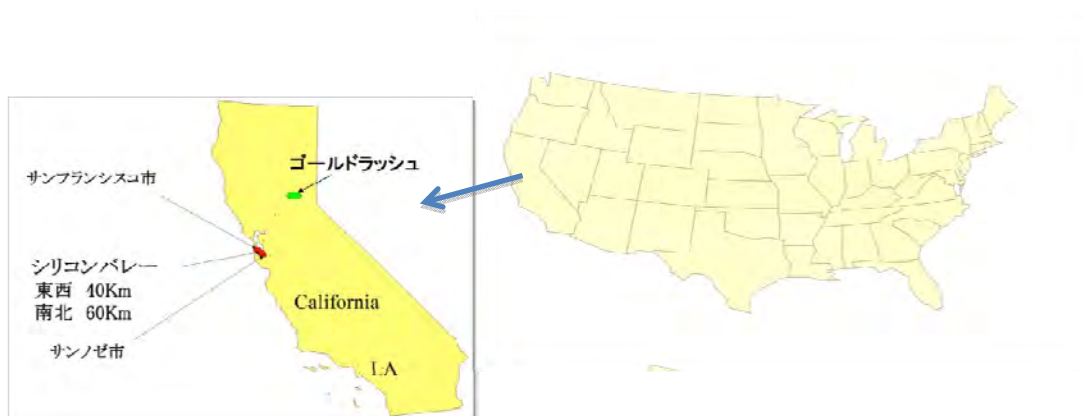 ゴールドラッシュ
サンフランシスコ市
シリコンバレー
東西 40Km
南北 60Km
サンノゼ市
California
LA